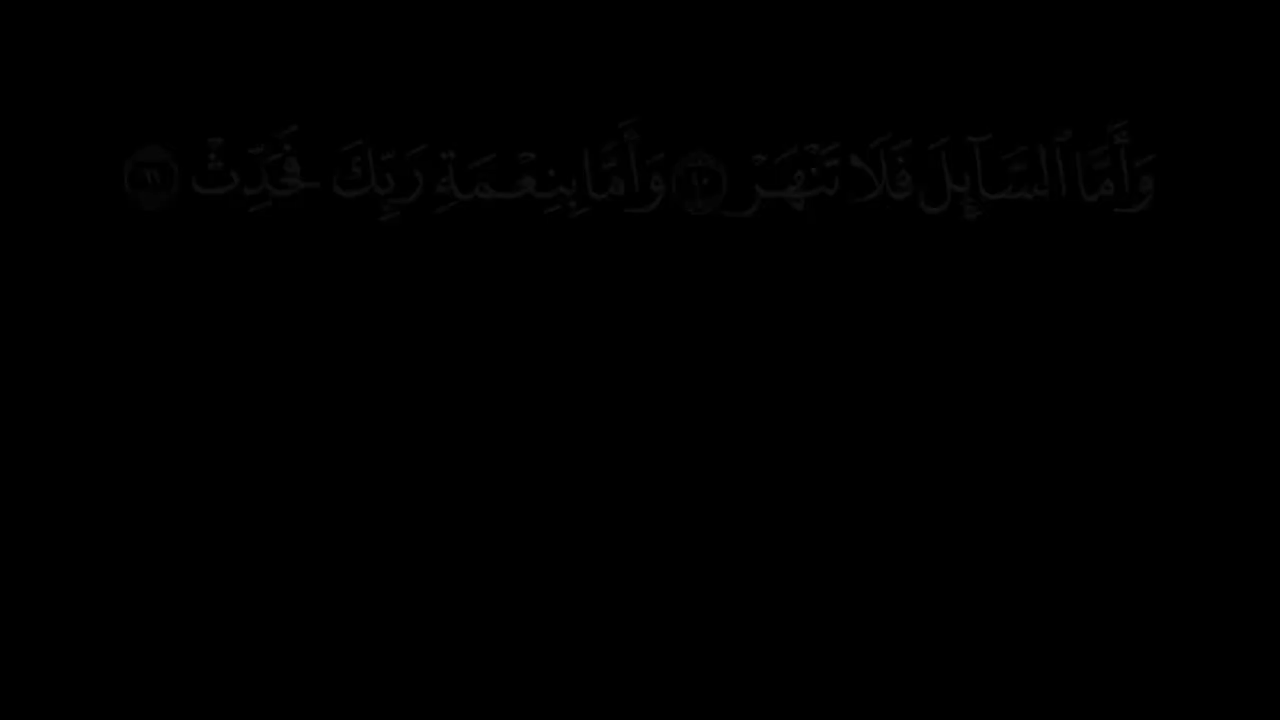 وَأَمَّا ٱلسَّآئِلَ فَلَا تَنْهَرْ ١٠ وَأَمَّا بِنِعْمَةِ رَبِّكَ فَحَدِّثْ ١١